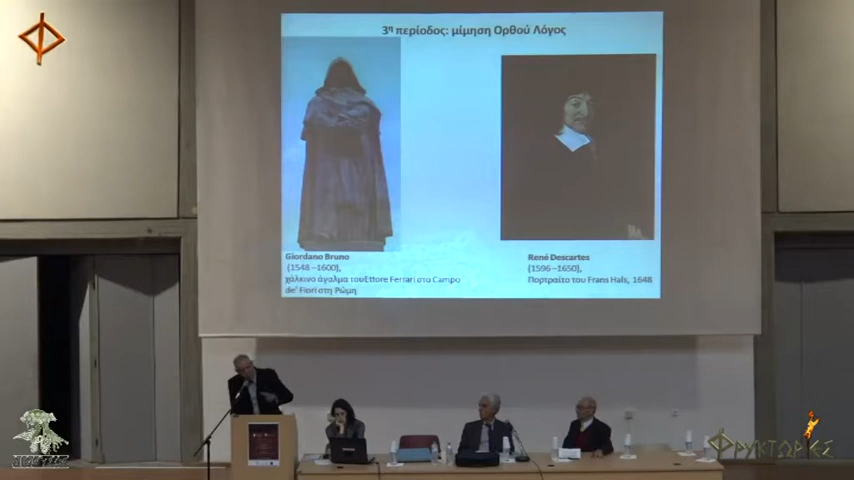 3η περίοδος: μίμηση Ορθού Λόγος
Giordano Bruno
(1548 –1600),
χάλκινο άγαλμα του Ettore Ferrari στο Campo
de' Fiori στη Ρώμη
René Descartes
(1596 –1650),
Πορτραίτο του Frans Hals, 1648
ΦΡΥΚΤΩΡΙΕΣ